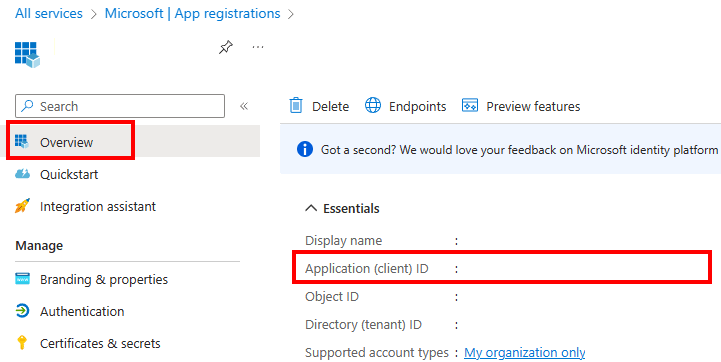 All services > Microsoft | App registrations >
Search
«
Overview
Quickstart
Integration assistant
Manage
Branding & properties
Authentication
Certificates & secrets
Delete Endpoints Preview features
Got a second? We would love your feedback on Microsoft identity platform
Essentials
Display name :
Application (client) ID :
Object ID :
Directory (tenant) ID :
Supported account types : My organization only